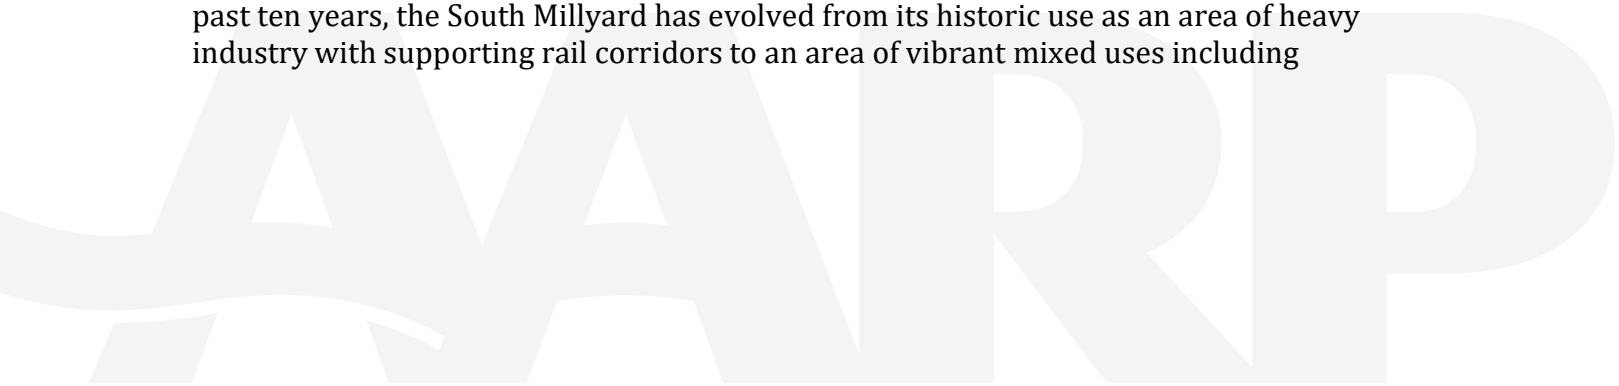 past ten years, the South Millyard has evolved from its historic use as an area of heavy
industry with supporting rail corridors to an area of vibrant mixed uses including
AARP